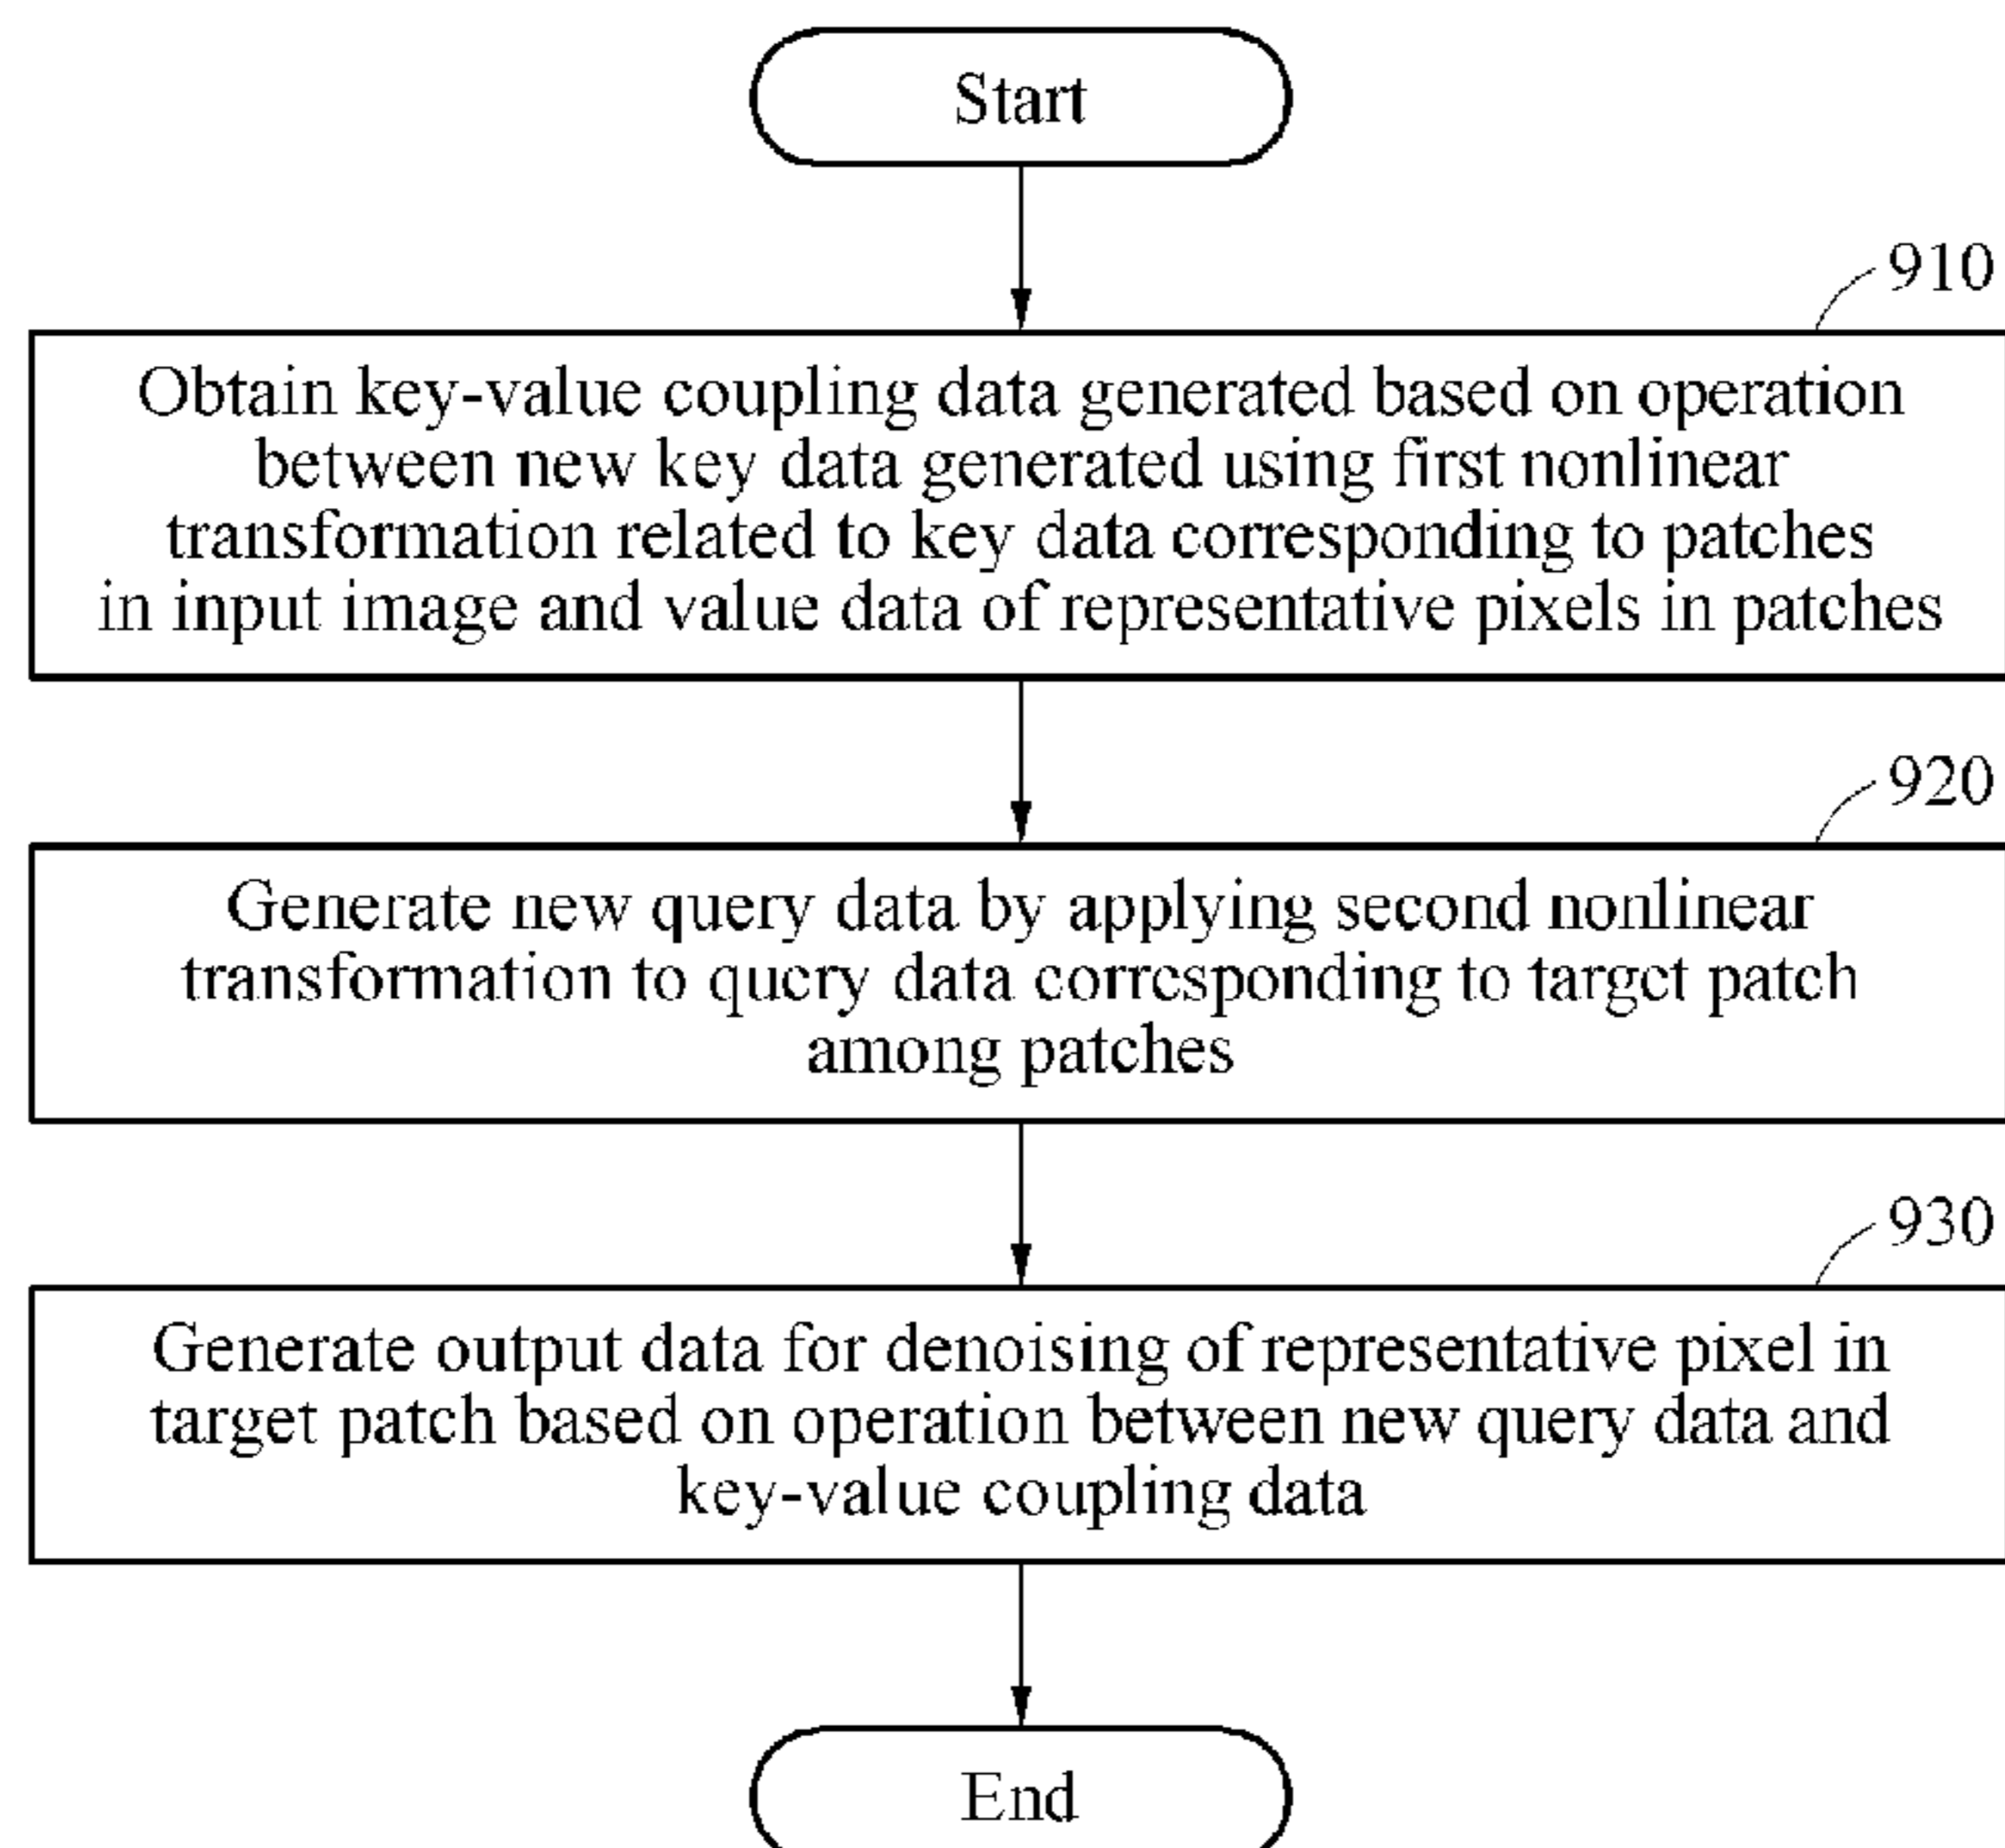 Start
910
Obtain key-value coupling data generated based on operation
between new key data generated using first nonlinear
transformation related to key data corresponding to patches
in input image and value data of representative pixels in patches
920
Generate new query data by applying second nonlinear
transformation to query data corresponding to target patch
among patches
930
Generate output data for denoising of representative pixel in
target patch based on operation between new query data and
key-value coupling data
End